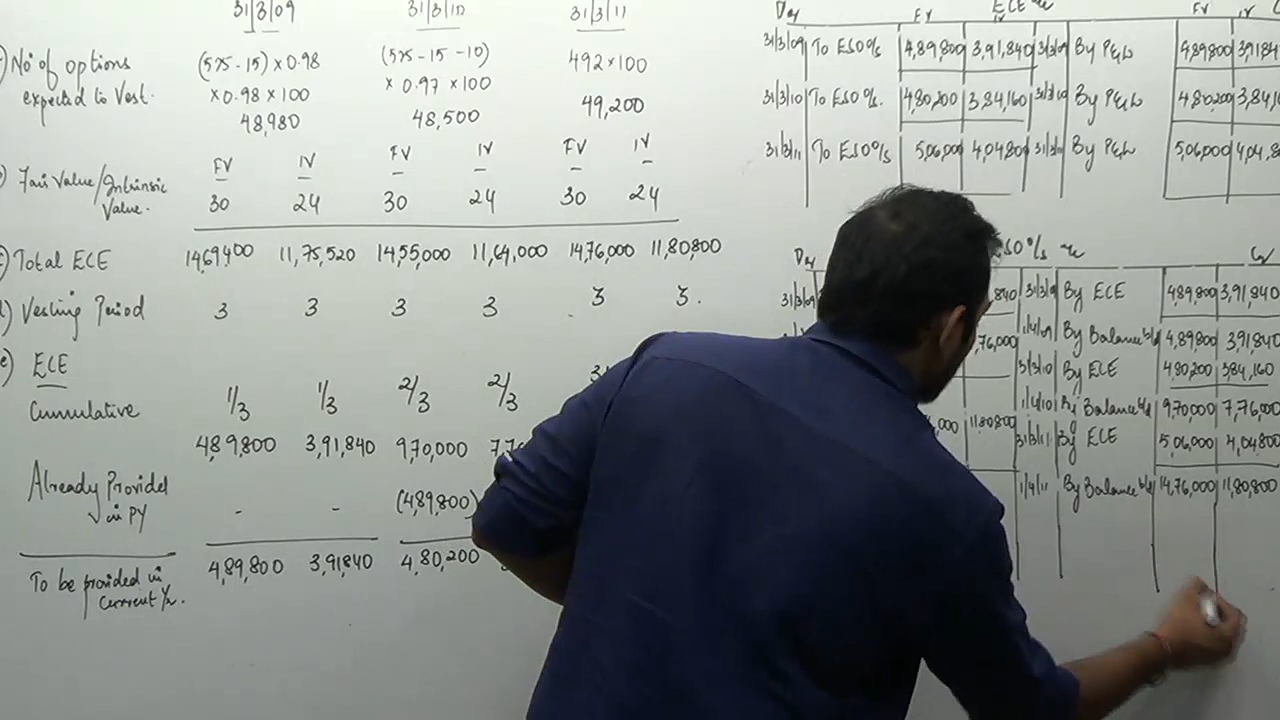 31/3/09 31/3/10 31/3/11
No of options (575-15) × 0.98 (575-15-10) 492 × 100
expected to Vest. × 0.98 × 100 × 0.97 × 100 49,200
48,980 48,500
FV IV FV IV FV IV
Fair Value/Intrinsic Value. 30 24 30 24 30 24
Total ECE 14,69,400 11,75,520 14,55,000 11,64,000 14,76,000 11,80,800
d) Vesting Period 3 3 3 3 3 3.
e) ECE
Cumulative 1/3 1/3 2/3 2/3
4,89,800 3,91,840 9,70,000
Already Provided in PY - - (4,89,800)
To be provided in Current Yr. 4,89,800 3,91,840 4,80,200
Dr ECE a/c
FV IV FV IV
31/3/09 To ESO o/s 4,89,800 3,91,840 31/3/09 By P&L 4,89,800
31/3/10 To ESO o/s. 4,80,200 3,84,160 31/3/10 By P&L 4,80,200
31/3/11 To ESO o/s 5,06,000 4,04,800 By P&L 5,06,000
Dr ESO o/s a/c Cr
31/3/09 31/3/09 By ECE 4,89,800 3,91,840
1/4/09 By Balance b/d 4,89,800 3,91,840
31/3/10 By ECE 4,80,200 3,84,160
1/4/10 By Balance b/d 9,70,000 7,76,000
11,80,800 31/3/11 By ECE 5,06,000 4,04,800
1/4/11 By Balance b/d 14,76,000 11,80,800